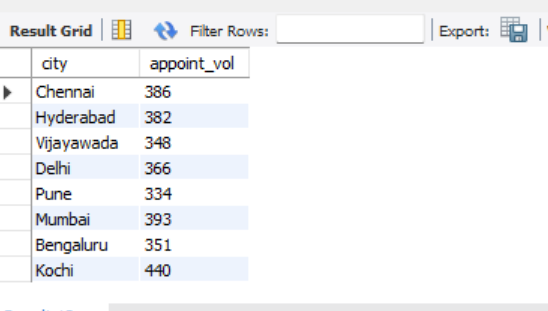 Result Grid Filter Rows: Export:
city appoint_vol
Chennai 386
Hyderabad 382
Vijayawada 348
Delhi 366
Pune 334
Mumbai 393
Bengaluru 351
Kochi 440